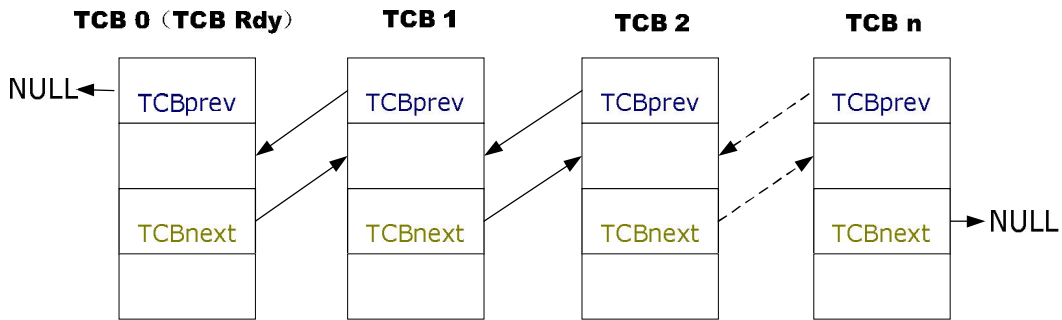 TCB 0（TCB Rdy） TCB 1 TCB 2 TCB n
NULL TCBprev TCBprev TCBprev TCBprev
TCBnext TCBnext TCBnext TCBnext NULL